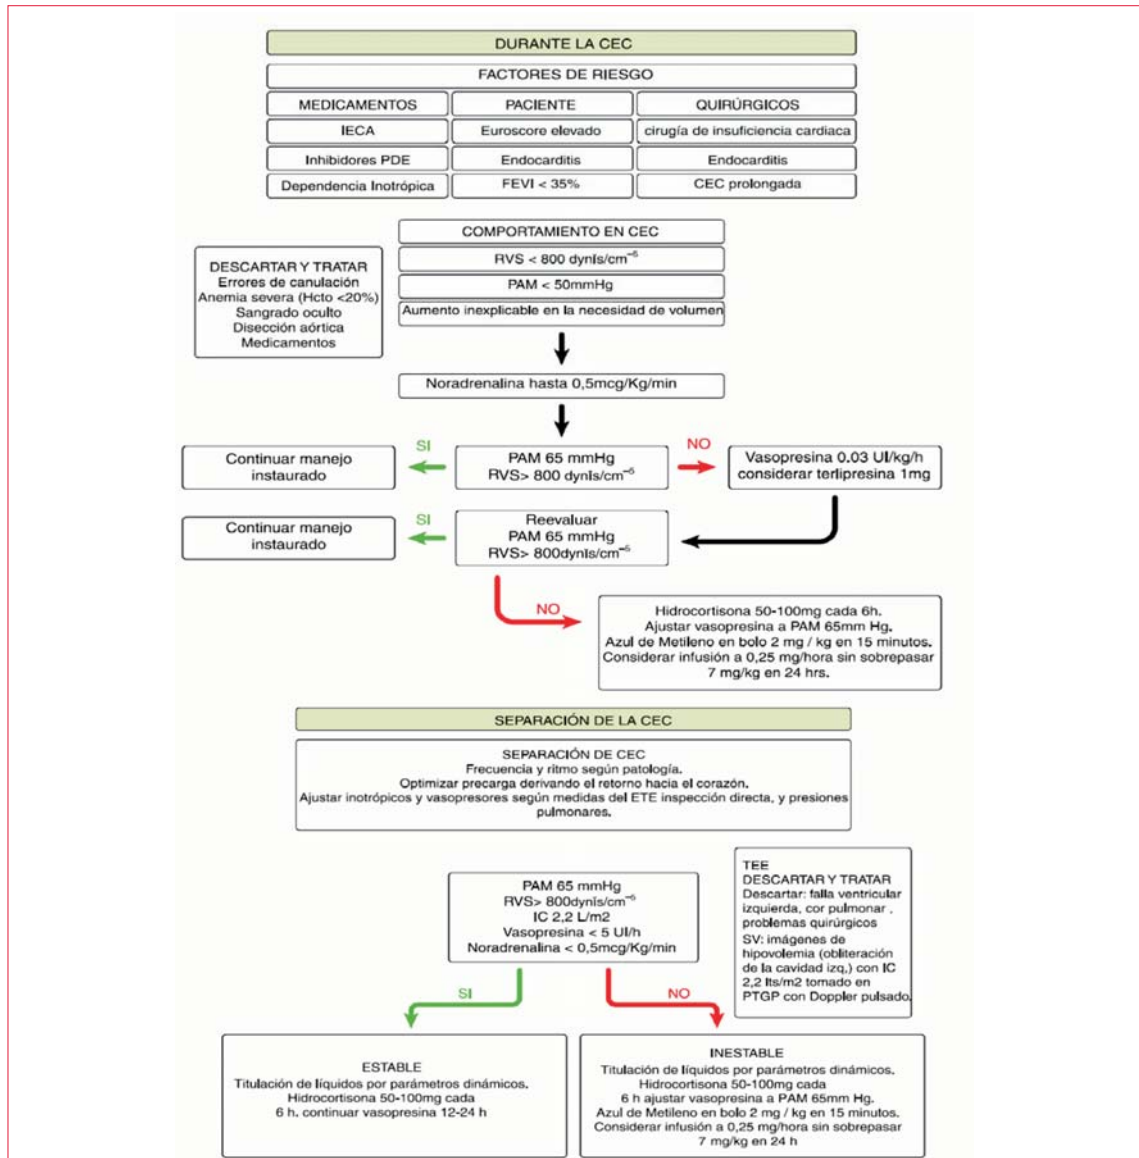 DURANTE LA CEC
FACTORES DE RIESGO
MEDICAMENTOS
PACIENTE
QUIRÚRGICOS
IECA
Euroscore elevado
cirugía de insuficiencia cardiaca
Inhibidores PDE
Endocarditis
Endocarditis
Dependencia Inotrópica
FEVI < 35%
CEC prolongada
COMPORTAMIENTO EN CEC
RVS < 800 dynīs/cm⁻⁵
PAM < 50mmHg
Aumento inexplicable en la necesidad de volumen
DESCARTAR Y TRATAR
Errores de canulación
Anemia severa (Hcto <20%)
Sangrado oculto
Disección aórtica
Medicamentos
Noradrenalina hasta 0,5mcg/Kg/min
SI
NO
Continuar manejo
instaurado
PAM 65 mmHg
RVS> 800 dynīs/cm⁻⁵
Vasopresina 0.03 UI/kg/h
considerar terlipresina 1mg
SI
Continuar manejo
instaurado
Reevaluar
PAM 65 mmHg
RVS> 800dynīs/cm⁻⁵
NO
Hidrocortisona 50-100mg cada 6h.
Ajustar vasopresina a PAM 65mm Hg.
Azul de Metileno en bolo 2 mg / kg en 15 minutos.
Considerar infusión a 0,25 mg/hora sin sobrepasar
7 mg/kg en 24 hrs.
SEPARACIÓN DE LA CEC
SEPARACIÓN DE CEC
Frecuencia y ritmo según patología.
Optimizar precarga derivando el retorno hacia el corazón.
Ajustar inotrópicos y vasopresores según medidas del ETE inspección directa, y presiones
pulmonares.
PAM 65 mmHg
RVS> 800dynīs/cm⁻⁵
IC 2,2 L/m2
Vasopresina < 5 UI/h
Noradrenalina < 0,5mcg/Kg/min
TEE
DESCARTAR Y TRATAR
Descartar: falla ventricular
izquierda, cor pulmonar ,
problemas quirúrgicos
SV: imágenes de
hipovolemia (obliteración
de la cavidad izq,) con IC
2,2 lts/m2 tomado en
PTGP con Doppler pulsado.
SI
NO
ESTABLE
Titulación de líquidos por parámetros dinámicos.
Hidrocortisona 50-100mg cada
6 h. continuar vasopresina 12-24 h
INESTABLE
Titulación de líquidos por parámetros dinámicos.
Hidrocortisona 50-100mg cada
6 h ajustar vasopresina a PAM 65mm Hg.
Azul de Metileno en bolo 2 mg / kg en 15 minutos.
Considerar infusión a 0,25 mg/hora sin sobrepasar
7 mg/kg en 24 h